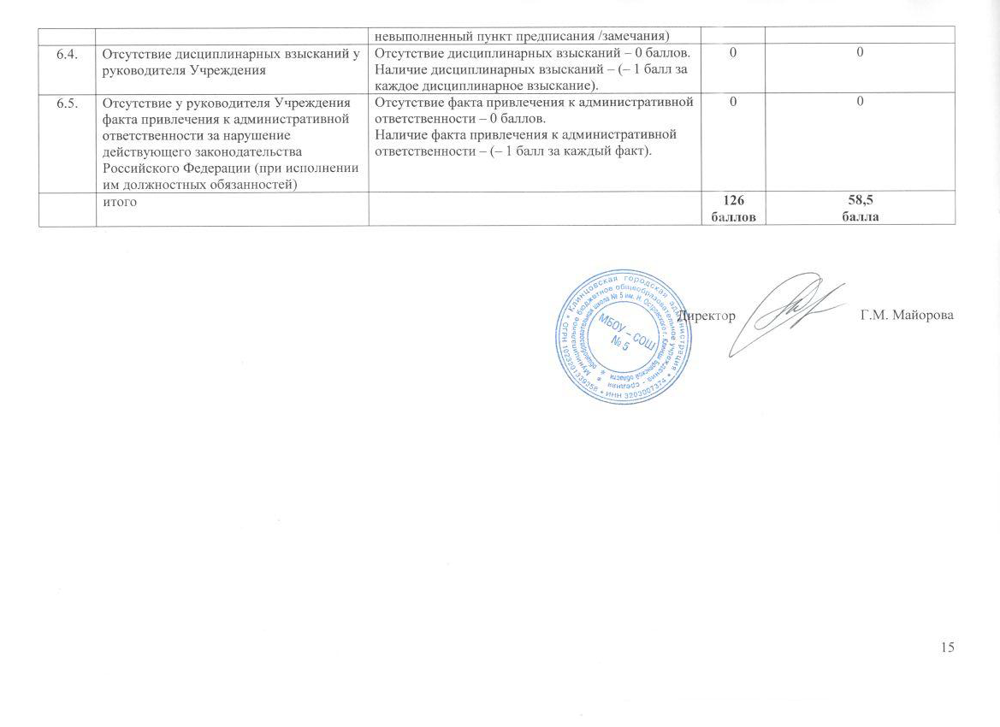 невыполненный пункт предписания /замечания)
6.4. Отсутствие дисциплинарных взысканий у Отсутствие дисциплинарных взысканий – 0 баллов. 0 0
руководителя Учреждения Наличие дисциплинарных взысканий – (– 1 балл за
каждое дисциплинарное взыскание).
6.5. Отсутствие у руководителя Учреждения Отсутствие факта привлечения к административной 0 0
факта привлечения к административной ответственности – 0 баллов.
ответственности за нарушение Наличие факта привлечения к административной
действующего законодательства ответственности – (– 1 балл за каждый факт).
Российской Федерации (при исполнении
им должностных обязанностей)
итого 126 58,5
баллов балла
Клинцовская городская администрация * ИНН 3203007374 * ОГРН 1023201339358 *
Муниципальное бюджетное общеобразовательное учреждение - средняя *
общеобразовательная школа № 5 им. Н. Островского г. Клинцы Брянской области *
МБОУ – СОШ
№ 5
Директор Г.М. Майорова
15